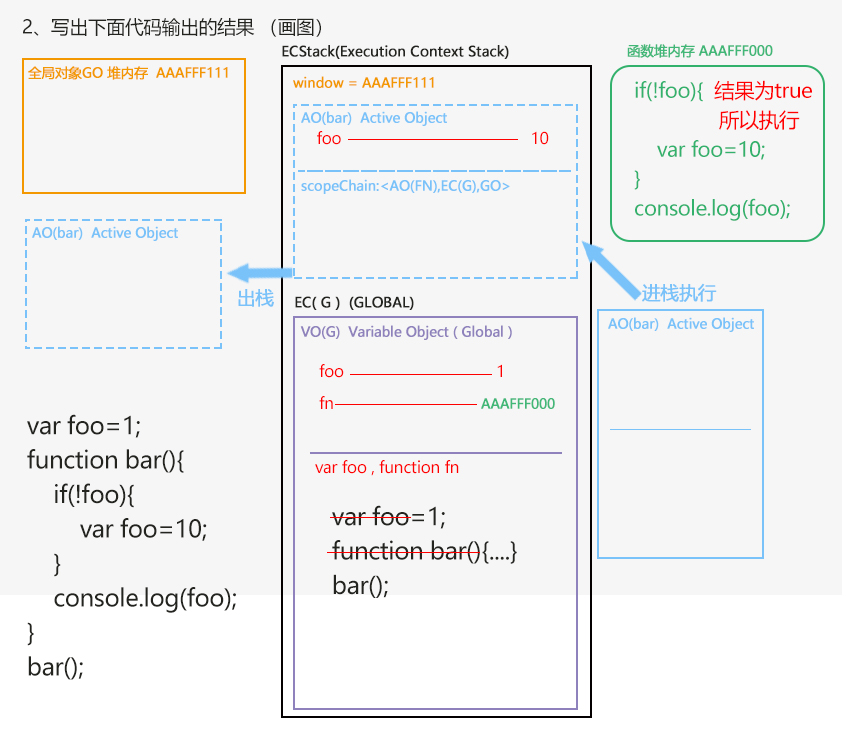 2、写出下面代码输出的结果 （画图）
ECStack(Execution Context Stack)
函数堆内存 AAAFFF000
全局对象GO 堆内存 AAAFFF111
window = AAAFFF111
if(!foo){ 结果为true
所以执行
var foo=10;
}
console.log(foo);
AO(bar) Active Object
foo 10
scopeChain:<AO(FN),EC(G),GO>
AO(bar) Active Object
出栈
进栈执行
EC( G ) (GLOBAL)
VO(G) Variable Object ( Global )
AO(bar) Active Object
foo 1
fn AAAFFF000
var foo , function fn
var foo=1;
function bar(){....}
bar();
var foo=1;
function bar(){
if(!foo){
var foo=10;
}
console.log(foo);
}
bar();